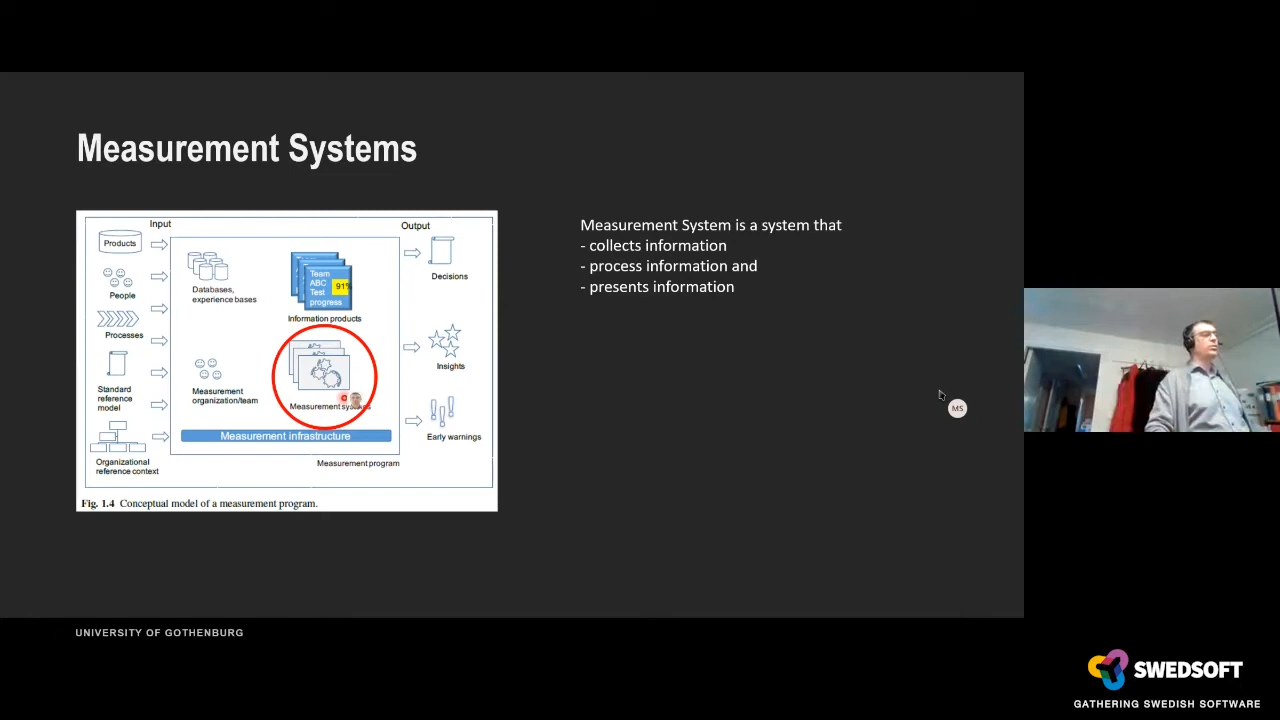 Measurement Systems
Input
Output
Products
People
Processes
Standard
reference
model
Organizational
reference context
Databases,
experience bases
Team
ABC
Test
progress
91%
Information products
Measurement
organization/team
Measurement systems
Measurement infrastructure
Measurement program
Decisions
Insights
Early warnings
Fig. 1.4 Conceptual model of a measurement program.
Measurement System is a system that
- collects information
- process information and
- presents information
MS
UNIVERSITY OF GOTHENBURG
SWEDSOFT
GATHERING SWEDISH SOFTWARE